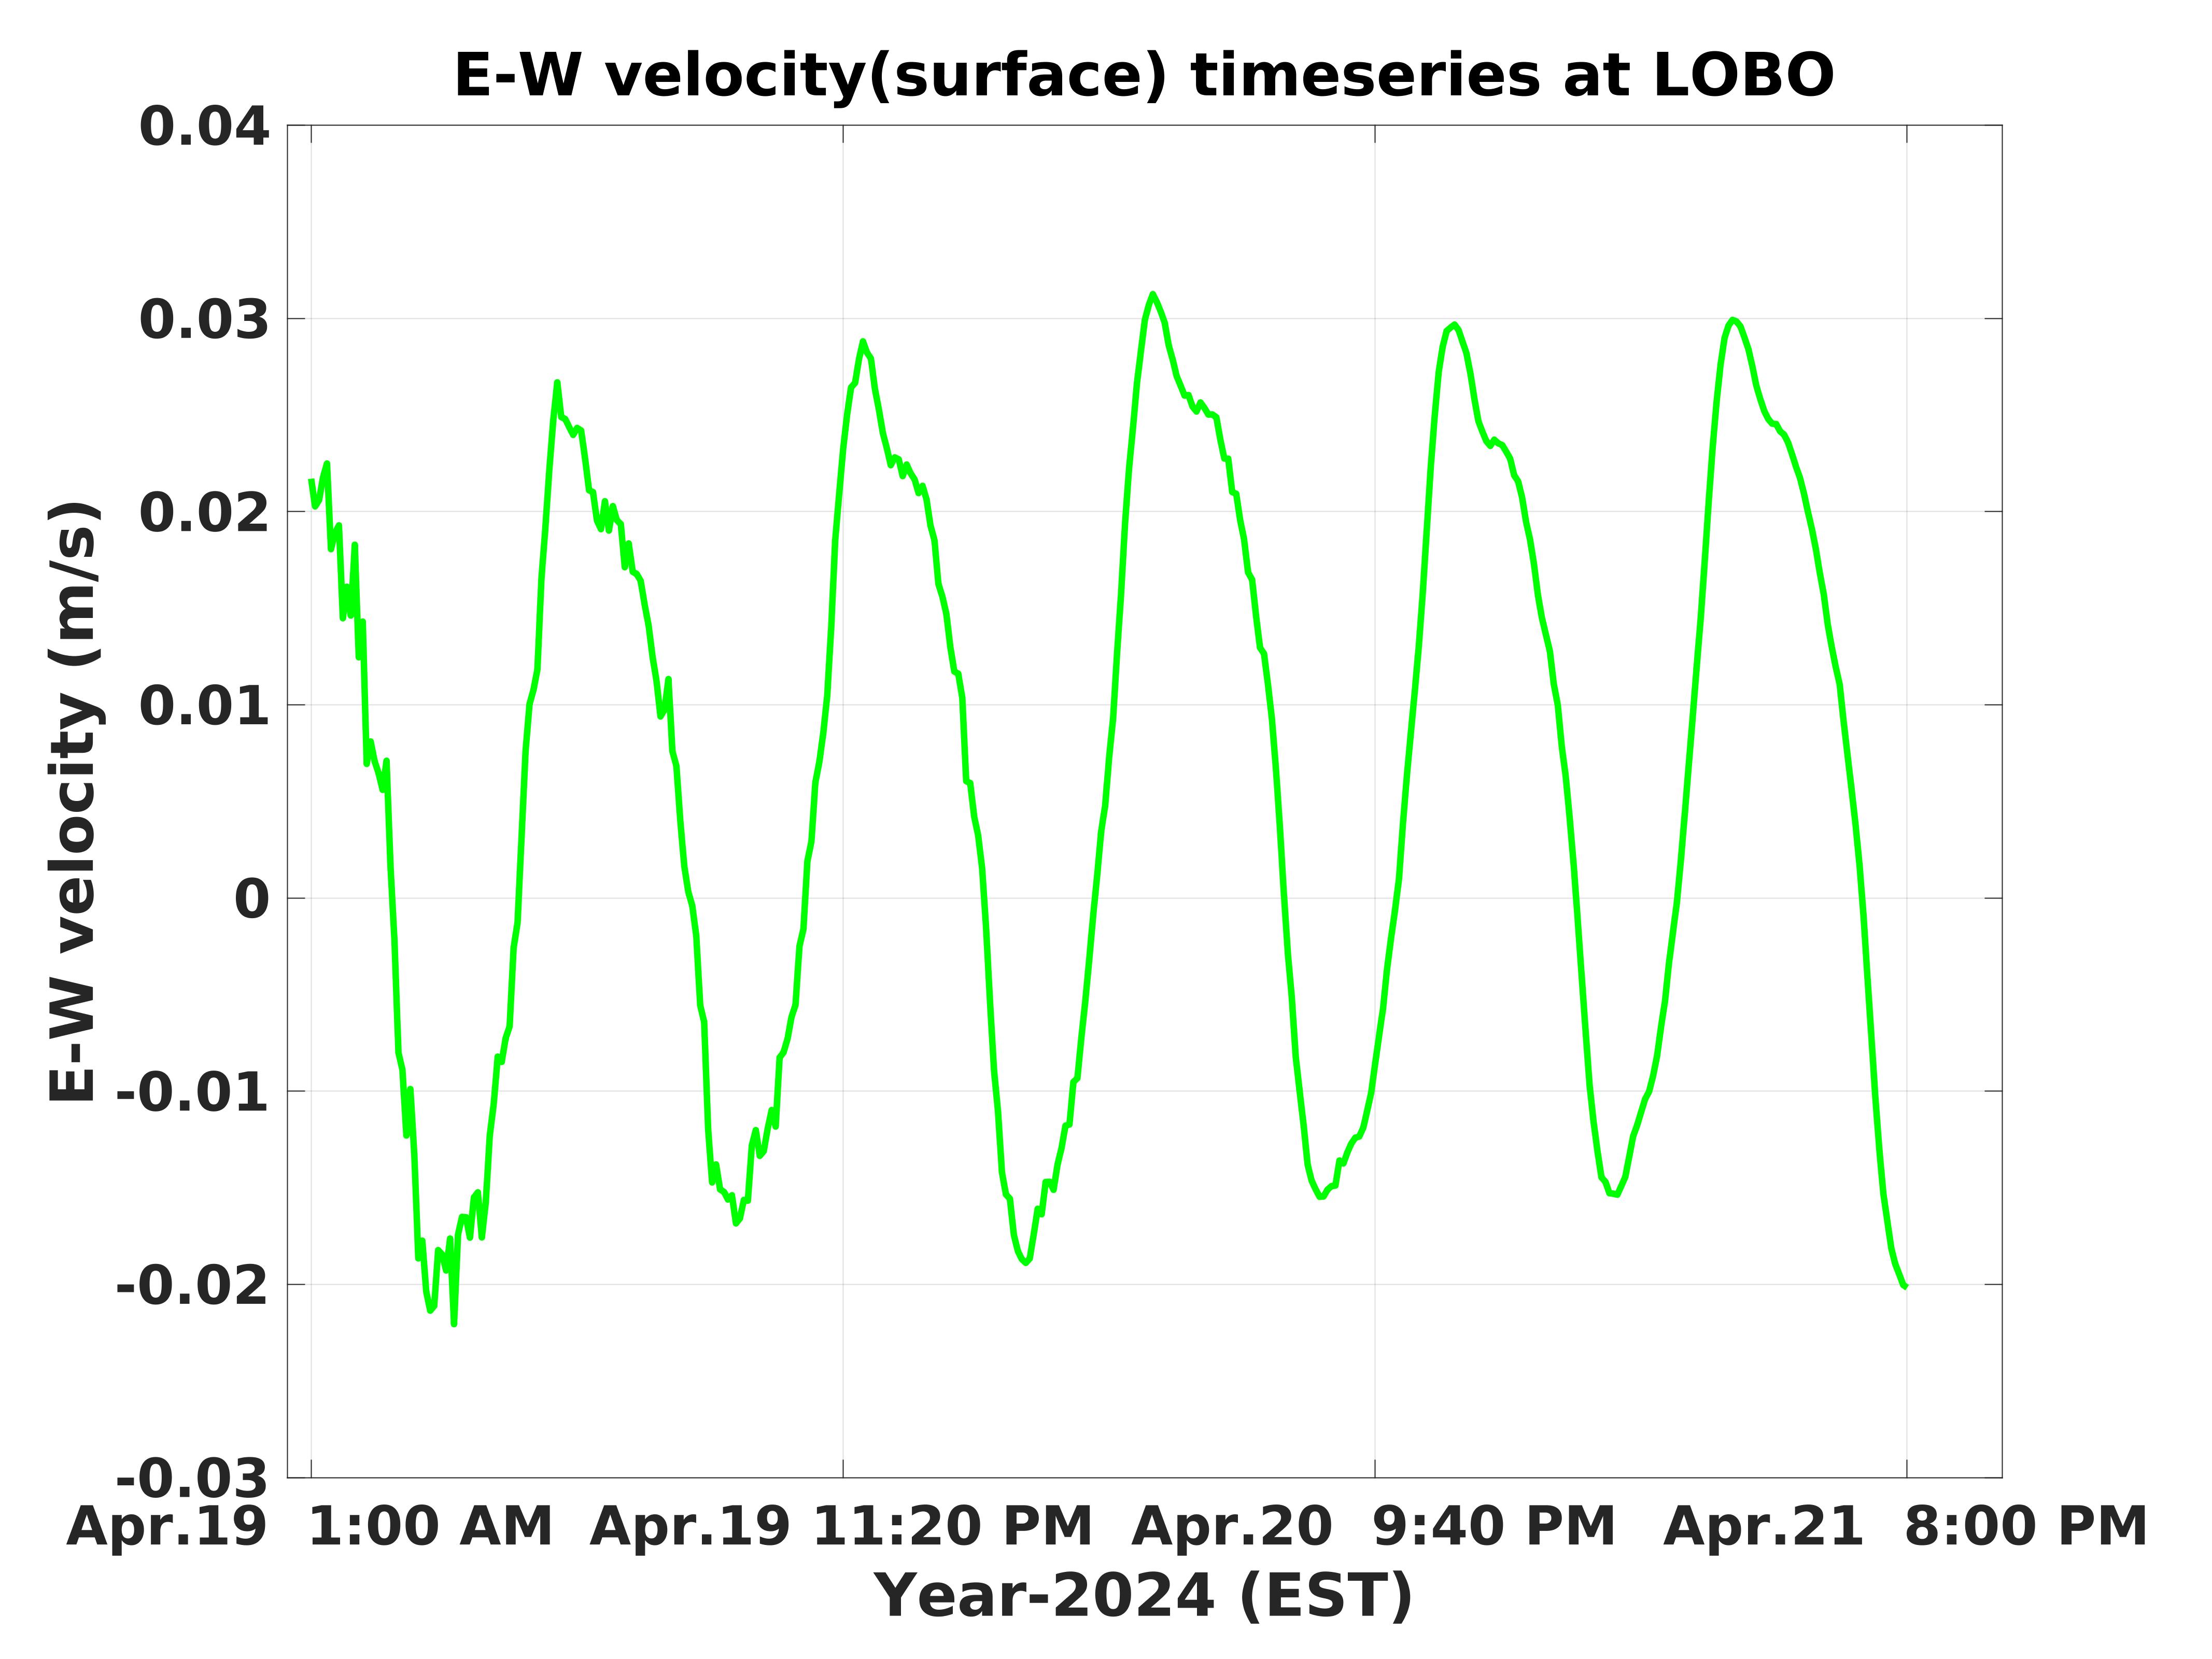 E-W velocity(surface) timeseries at LOBO
0.04
0.03
0.02
0.01
0
-0.01
-0.02
-0.03
E-W velocity (m/s)
Apr.19 1:00 AM Apr.19 11:20 PM Apr.20 9:40 PM Apr.21 8:00 PM
Year-2024 (EST)